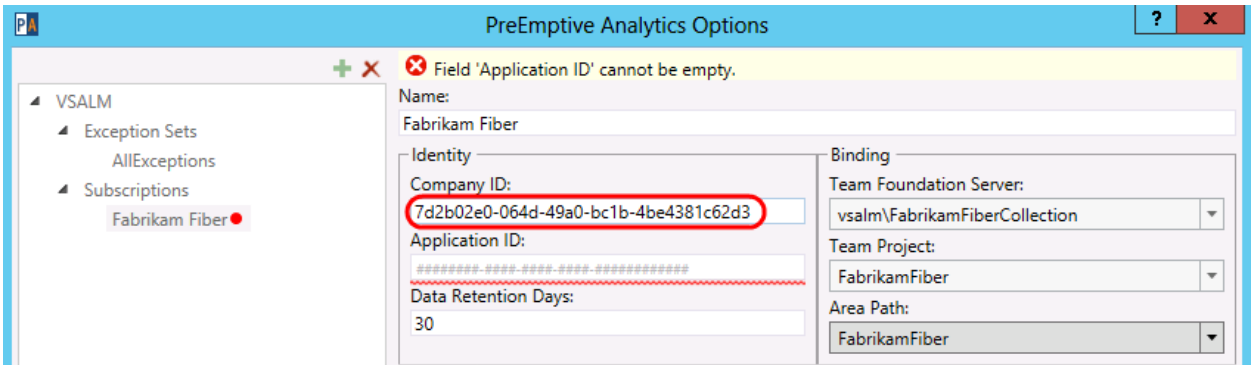 PA
PreEmptive Analytics Options
?
x
Field 'Application ID' cannot be empty.
VSALM
Exception Sets
AllExceptions
Subscriptions
Fabrikam Fiber
Name:
Fabrikam Fiber
Identity
Company ID:
7d2b02e0-064d-49a0-bc1b-4be4381c62d3
Application ID:
########-####-####-####-############
Data Retention Days:
30
Binding
Team Foundation Server:
vsalm\FabrikamFiberCollection
Team Project:
FabrikamFiber
Area Path:
FabrikamFiber